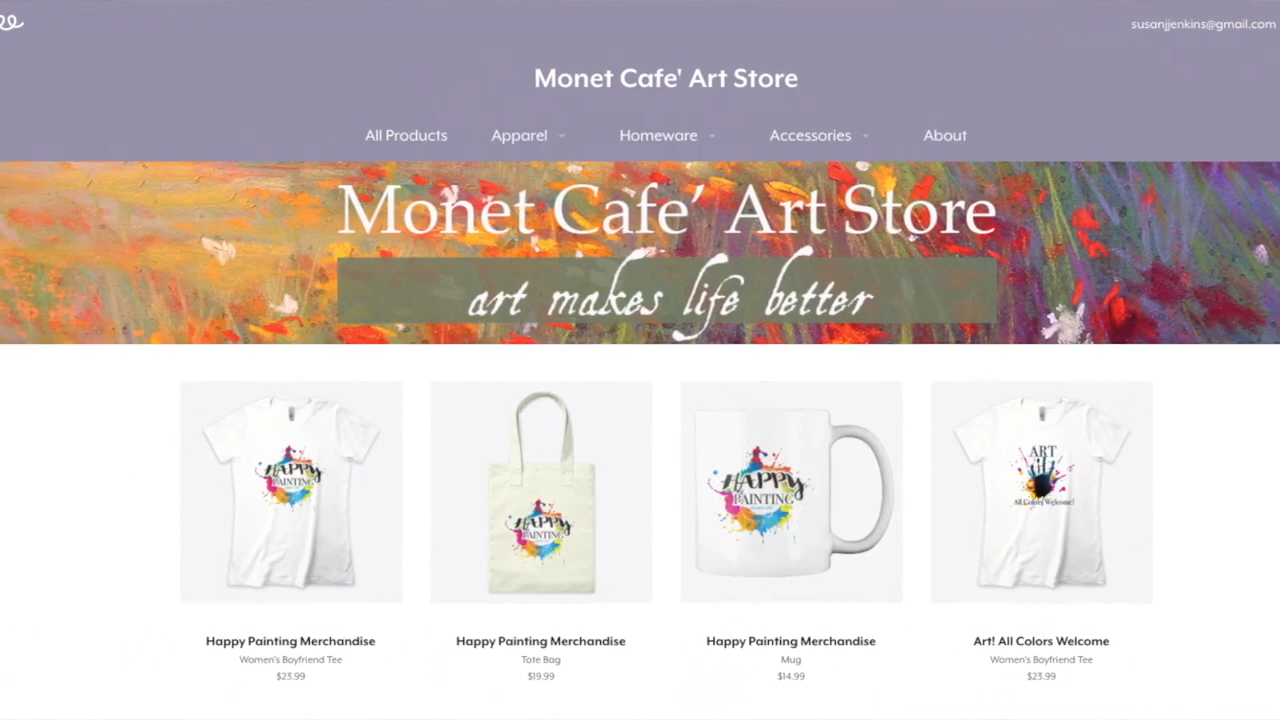 susanjjenkins@gmail.com
Monet Cafe' Art Store
All Products Apparel Homeware Accessories About
Monet Cafe’ Art Store
art makes life better
HAPPY
PAINTING
HAPPY
PAINTING
HAPPY
PAINTING
ART
All Colors Welcome!
Happy Painting Merchandise
Women's Boyfriend Tee
$23.99
Happy Painting Merchandise
Tote Bag
$19.99
Happy Painting Merchandise
Mug
$14.99
Art! All Colors Welcome
Women's Boyfriend Tee
$23.99